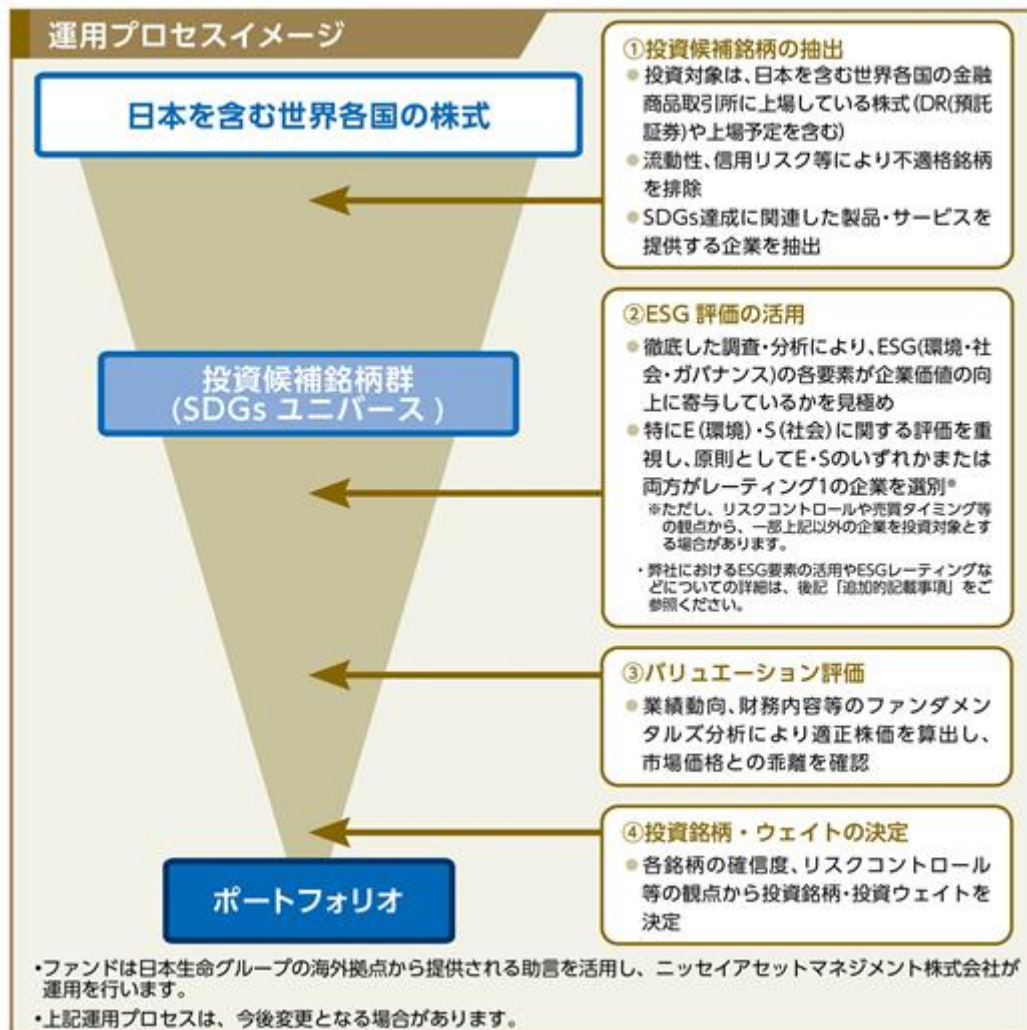 運用プロセスイメージ
日本を含む世界各国の株式
①投資候補銘柄の抽出
●投資対象は、日本を含む世界各国の金融
商品取引所に上場している株式(DR(預託
証券)や上場予定を含む)
●流動性、信用リスク等により不適格銘柄
を排除
●SDGs達成に関連した製品・サービスを
提供する企業を抽出
投資候補銘柄群
(SDGs ユニバース )
②ESG 評価の活用
●徹底した調査・分析により、ESG(環境・社
会・ガバナンス)の各要素が企業価値の向
上に寄与しているかを見極め
●特にE(環境)・S(社会)に関する評価を重
視し、原則としてE・Sのいずれかまたは
両方がレーティング1の企業を選別※
※ただし、リスクコントロールや売買タイミング等
の観点から、一部上記以外の企業を投資対象とす
る場合があります。
・弊社におけるESG要素の活用やESGレーティングな
どについての詳細は、後記「追加的記載事項」をご
参照ください。
③バリュエーション評価
●業績動向、財務内容等のファンダメン
タルズ分析により適正株価を算出し、
市場価格との乖離を確認
④投資銘柄・ウェイトの決定
●各銘柄の確信度、リスクコントロール
等の観点から投資銘柄・投資ウェイトを
決定
ポートフォリオ
・ファンドは日本生命グループの海外拠点から提供される助言を活用し、ニッセイアセットマネジメント株式会社が
運用を行います。
・上記運用プロセスは、今後変更となる場合があります。